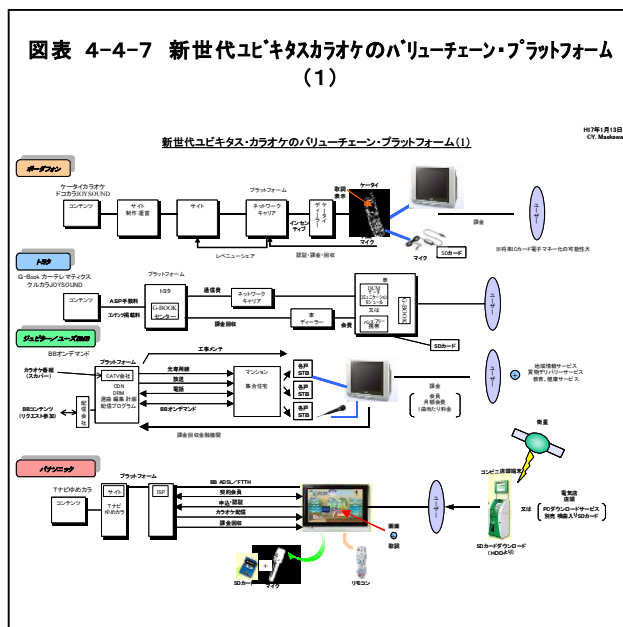 図表 4-4-7 新世代ユビキタスカラオケのバリューチェーン・プラットフォーム
(1)
H17年1月13日
©Y. Maekawa
新世代ユビキタス・カラオケのバリューチェーン・プラットフォーム(1)
ボーダフォン
ケータイカラオケ
ドコカラJOYSOUND
プラットフォーム
コンテンツ
サイト
制作 運営
サイト
ネットワーク
キャリア
インセン
ティブ
ケータイ
ディーラー
歌詞
表示
ケータイ
マイク
マイク
SDカード
課金
ユーザー
レベニューシェア
認証・課金・回収
※将来ICカード電子マネー化の可能性大
トヨタ
G-Book カーテレマティクス
クルカラJOYSOUND
プラットフォーム
コンテンツ
ASP手数料
コンテンツ掲載料
トヨタ
G-BOOK
センター
通信費
ネットワーク
キャリア
課金回収
車
ディーラー
会費
車
DCM
データ
コミュニケーション
モジュール
又は
ハンズフリー
携帯
G-BOOK
SDカード
ユーザー
ジュピター/ユーズBMB
BBオンデマンド
プラットフォーム
工事メンテ
カラオケ番組
(スカパー)
BBコンテンツ
(リクエスト参加)
配信会社
CATV会社
CDN
DRM
選曲 編集 計画
配信プログラム
光専用線
放送
電話
BBオンデマンド
マンション
集合住宅
各戸
STB
各戸
STB
各戸
STB
課金
会費
月額会費
1曲当たり料金
ユーザー
地域情報サービス
買物デリバリーサービス
教育、健康サービス
課金回収金融機関
パナソニック
Tナビゆめカラ
プラットフォーム
コンテンツ
サイト
Tナビ
ゆめカラ
ISP
BB ADSL/FTTH
契約会員
申込・認証
カラオケ配信
課金回収
画面
歌詞
SDカード
+
マイク
リモコン
ユーザー
衛星
コンビニ店頭端末
SDカードダウンロード
(HDDより)
又は
電気店
店頭
PCダウンロードサービス
別売 唄曲入りSDカード